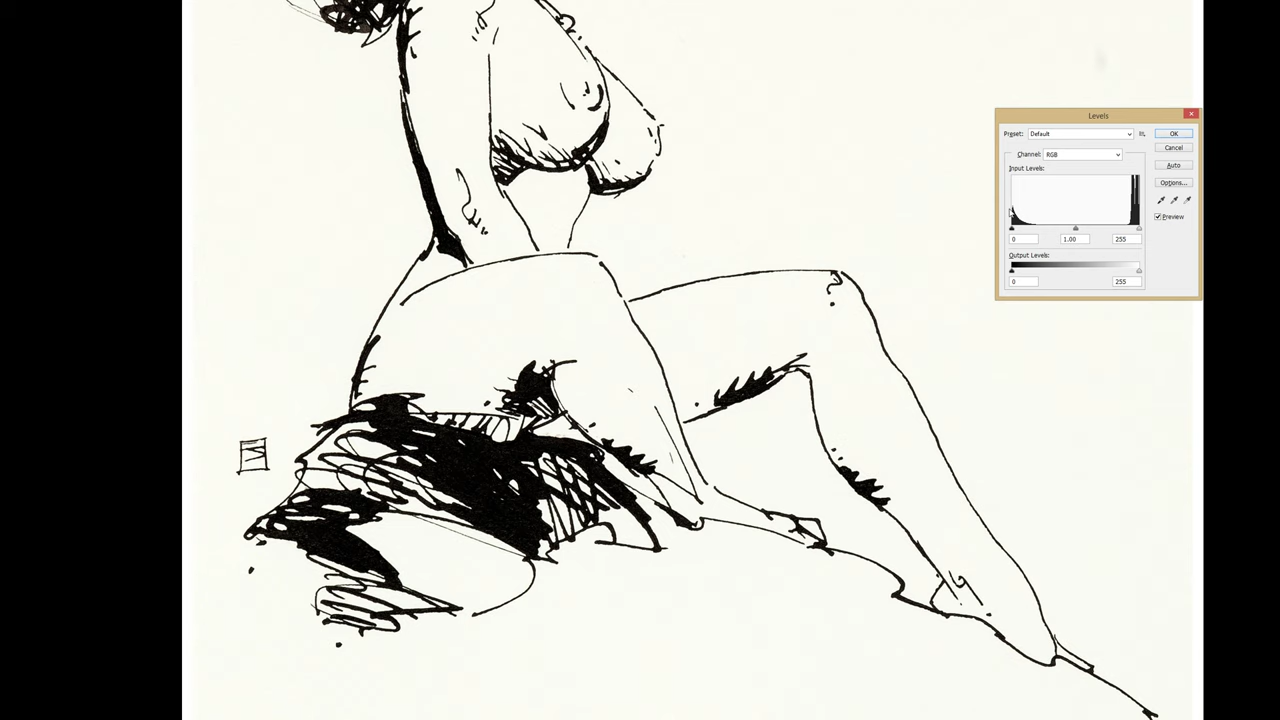 Levels
Preset: Default
OK
Cancel
Channel: RGB
Auto
Input Levels:
Options...
Preview
0 1.00 255
Output Levels:
0 255